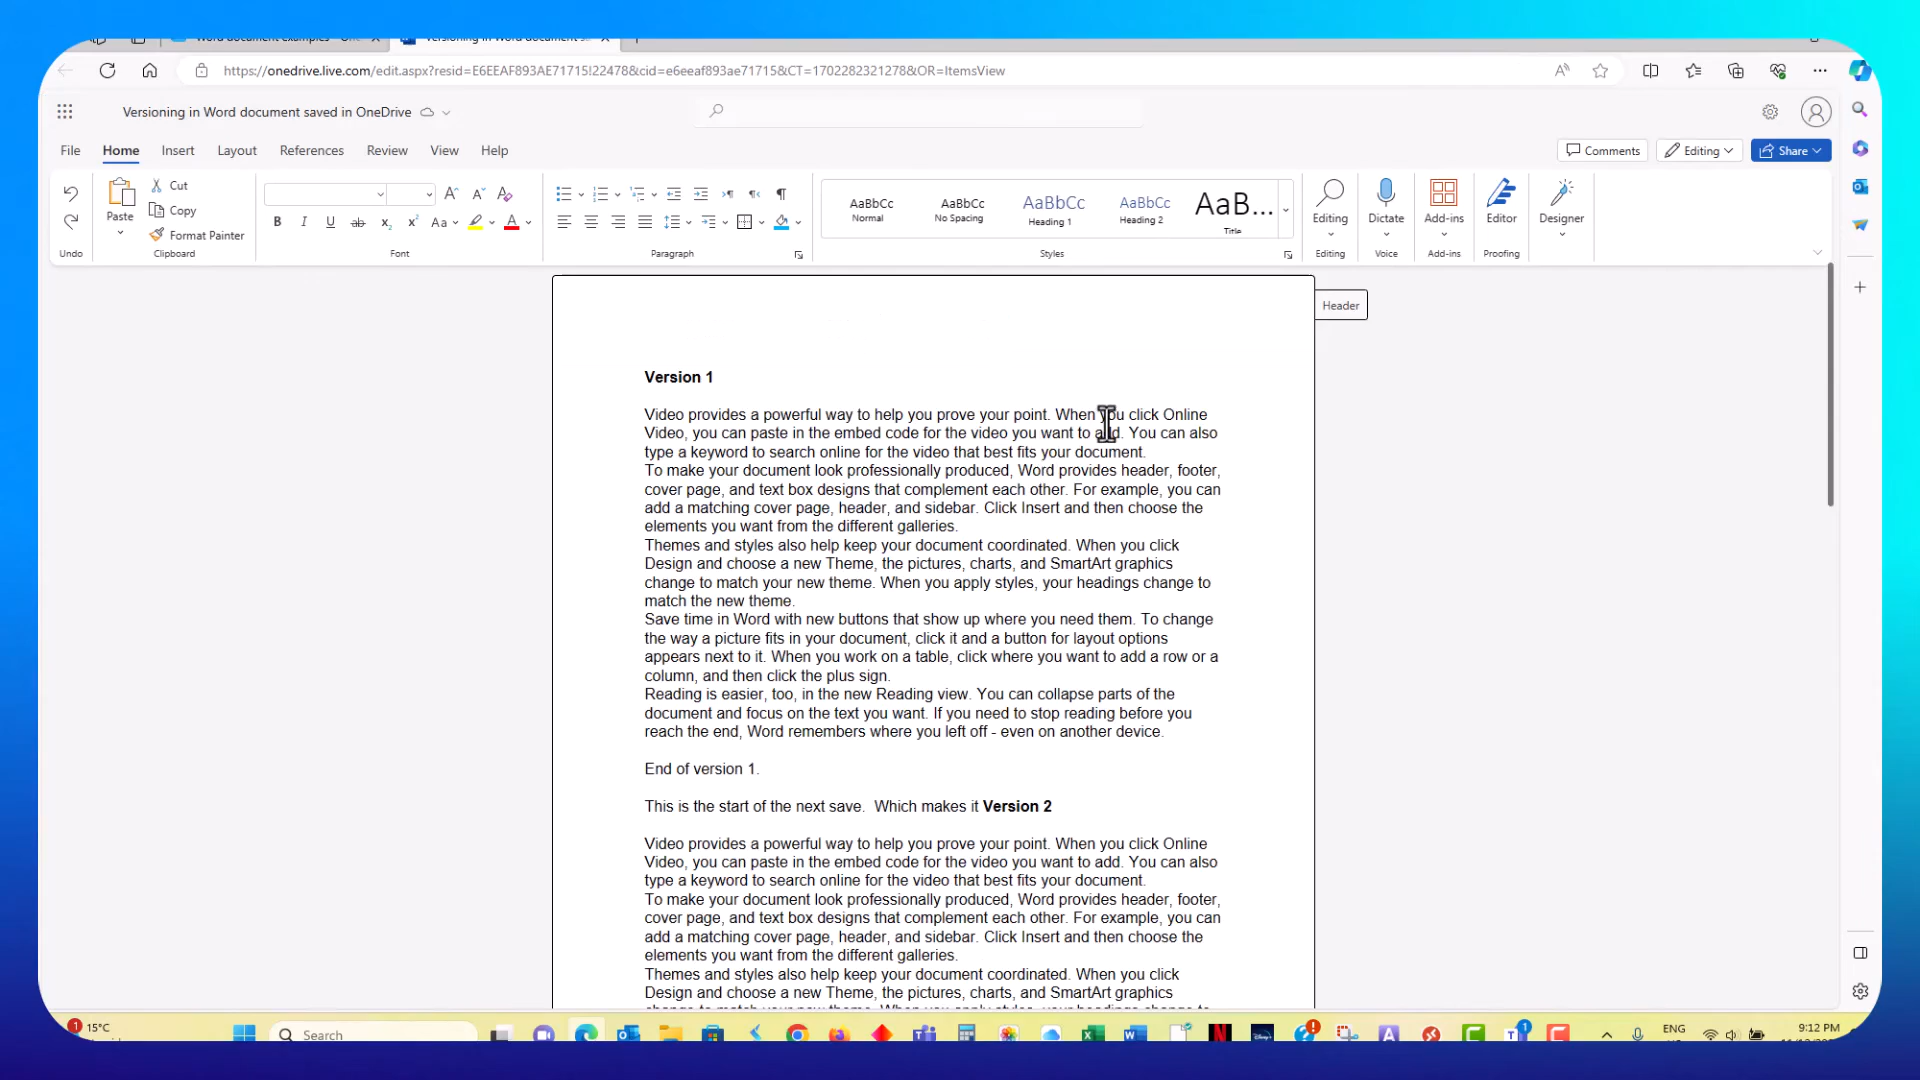 Versioning in Word document s
https://onedrive.live.com/edit.aspx?resid=E6EEAF893AE71715!22478&cid=e6eeaf893ae71715&CT=1702282321278&OR=ItemsView
Versioning in Word document saved in OneDrive
File Home Insert Layout References Review View Help
Comments Editing Share
Paste Cut
Copy
Format Painter
AaBbCc AaBbCc AaBbCc AaBbCc AaB...
Normal No Spacing Heading 1 Heading 2 Title
Editing Dictate Add-ins Editor Designer
Undo Clipboard Font Paragraph Styles Editing Voice Add-ins Proofing
Header
Version 1
Video provides a powerful way to help you prove your point. When you click Online
Video, you can paste in the embed code for the video you want to add. You can also
type a keyword to search online for the video that best fits your document.
To make your document look professionally produced, Word provides header, footer,
cover page, and text box designs that complement each other. For example, you can
add a matching cover page, header, and sidebar. Click Insert and then choose the
elements you want from the different galleries.
Themes and styles also help keep your document coordinated. When you click
Design and choose a new Theme, the pictures, charts, and SmartArt graphics
change to match your new theme. When you apply styles, your headings change to
match the new theme.
Save time in Word with new buttons that show up where you need them. To change
the way a picture fits in your document, click it and a button for layout options
appears next to it. When you work on a table, click where you want to add a row or a
column, and then click the plus sign.
Reading is easier, too, in the new Reading view. You can collapse parts of the
document and focus on the text you want. If you need to stop reading before you
reach the end, Word remembers where you left off - even on another device.
End of version 1.
This is the start of the next save.  Which makes it Version 2
Video provides a powerful way to help you prove your point. When you click Online
Video, you can paste in the embed code for the video you want to add. You can also
type a keyword to search online for the video that best fits your document.
To make your document look professionally produced, Word provides header, footer,
cover page, and text box designs that complement each other. For example, you can
add a matching cover page, header, and sidebar. Click Insert and then choose the
elements you want from the different galleries.
Themes and styles also help keep your document coordinated. When you click
Design and choose a new Theme, the pictures, charts, and SmartArt graphics
15°C
Search
ENG
9:12 PM